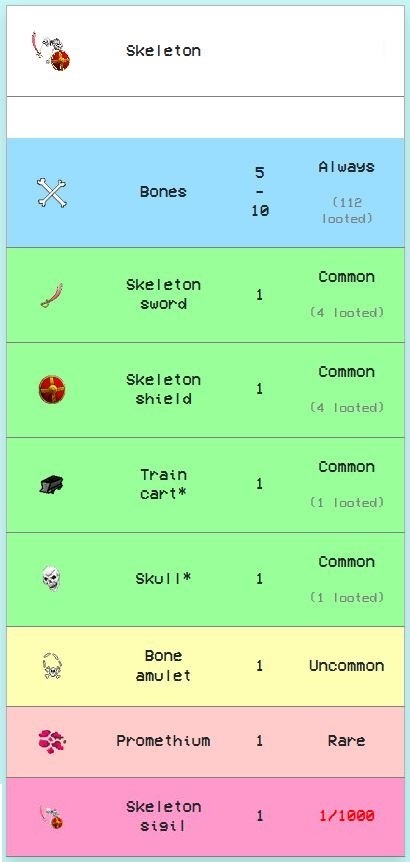 Skeleton
Bones
5
-
10
Always
(112
looted)
Skeleton
sword
1
Common
(4 looted)
Skeleton
shield
1
Common
(4 looted)
Train
cart*
1
Common
(1 looted)
Skull*
1
Common
(1 looted)
Bone
amulet
1
Uncommon
Promethium
1
Rare
Skeleton
sigil
1
1/1000